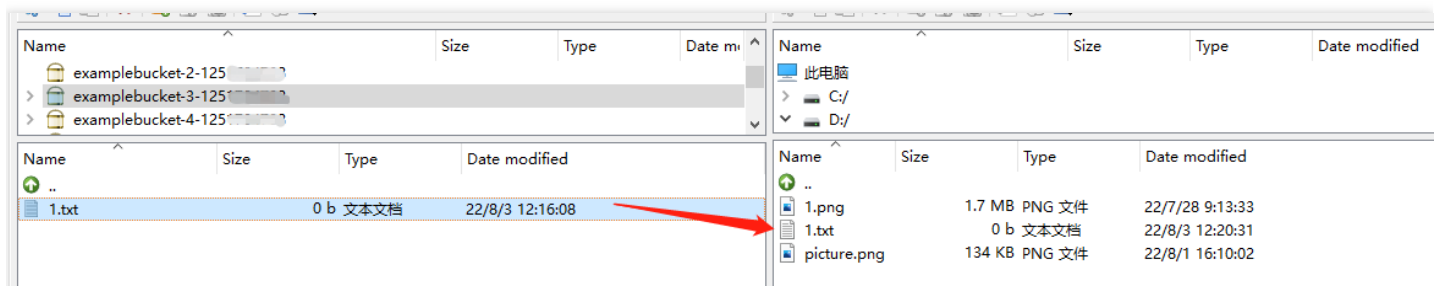 Name Size Type Date m
examplebucket-2-125
examplebucket-3-125
examplebucket-4-125
Name Size Type Date modified
..
1.txt 0 b 文本文档 22/8/3 12:16:08
Name Size Type Date modified
此电脑
C:/
D:/
Name Size Type Date modified
..
1.png 1.7 MB PNG 文件 22/7/28 9:13:33
1.txt 0 b 文本文档 22/8/3 12:20:31
picture.png 134 KB PNG 文件 22/8/1 16:10:02